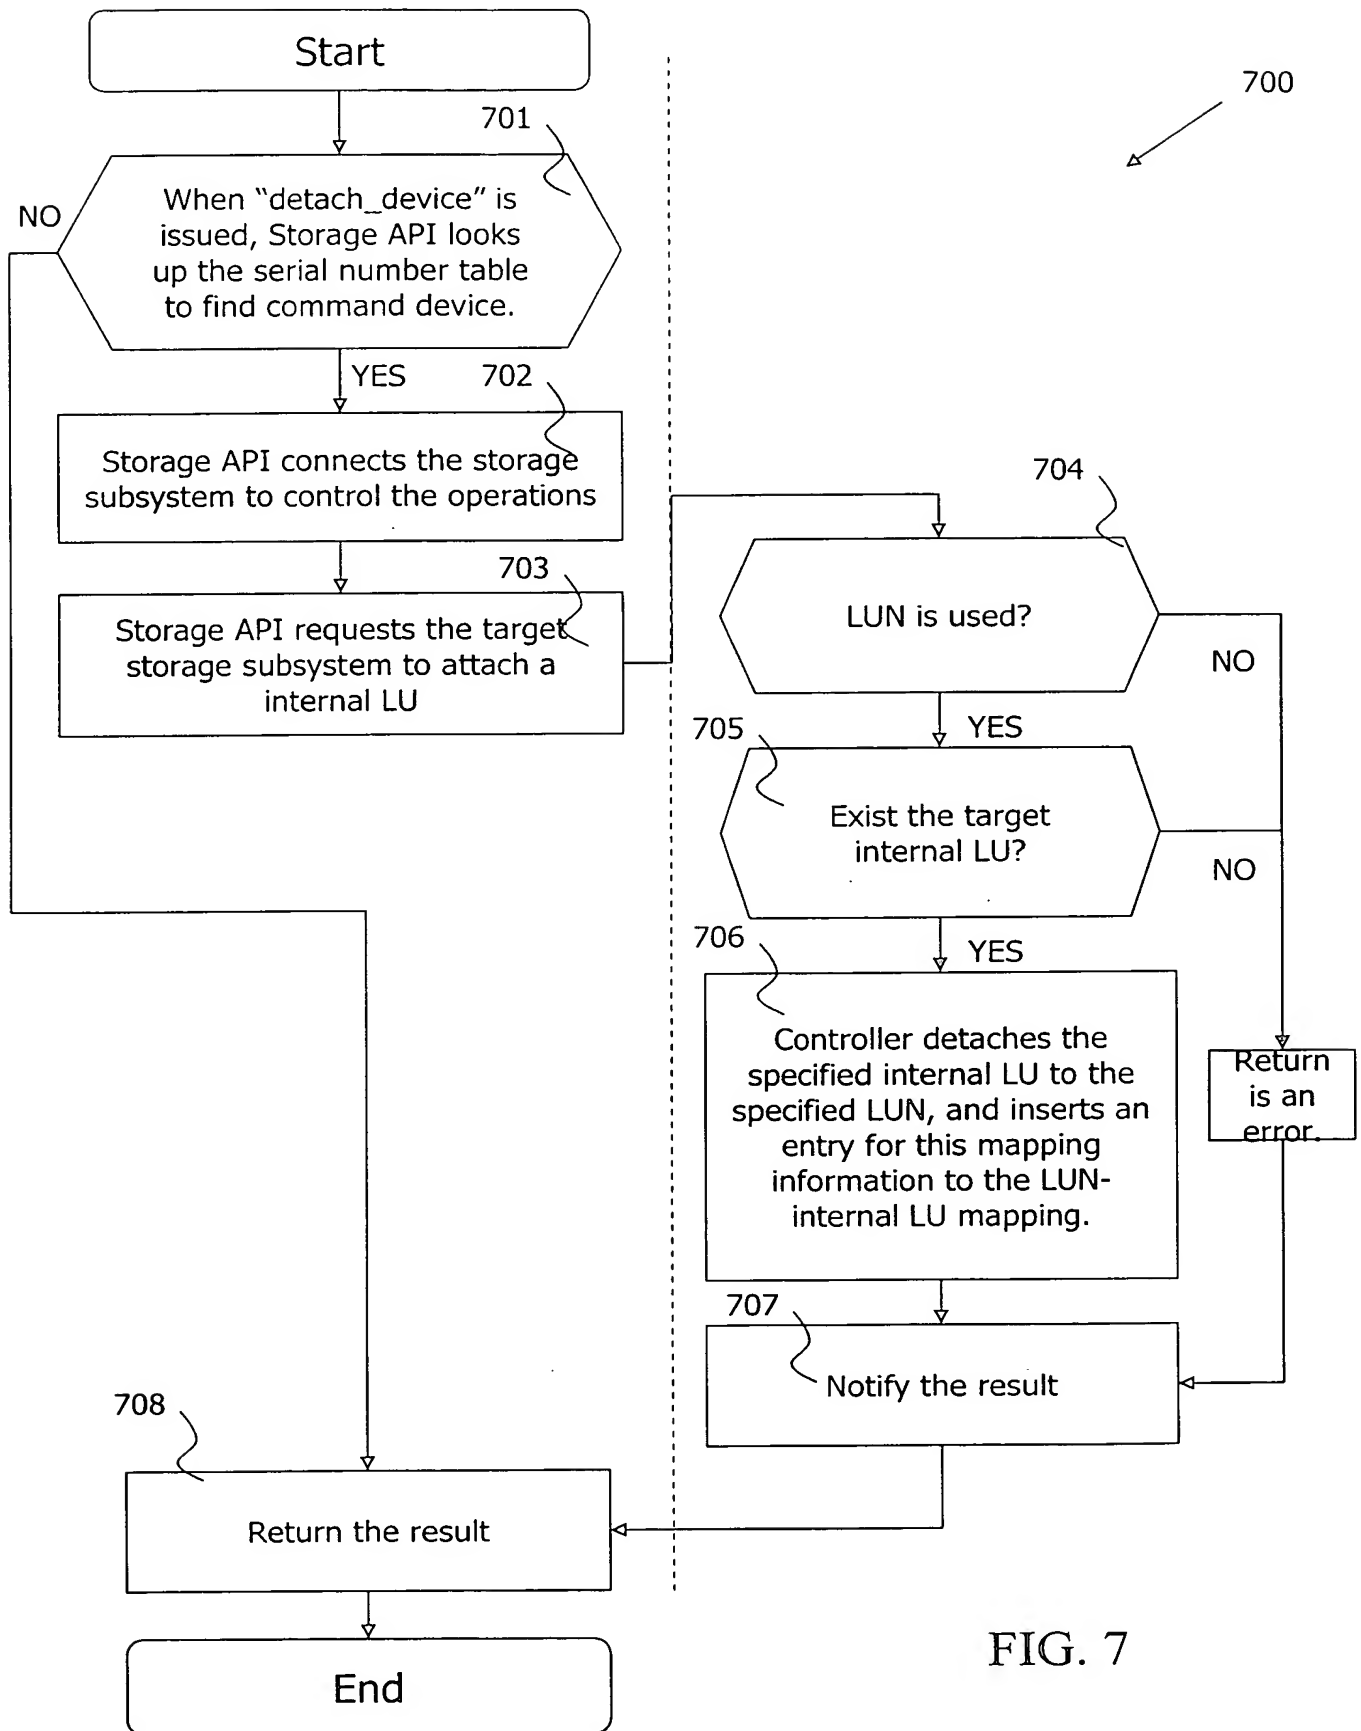 Start
700
701
When “detach_device” is
issued, Storage API looks
up the serial number table
to find command device.
NO
YES
702
Storage API connects the storage
subsystem to control the operations
703
Storage API requests the target
storage subsystem to attach a
internal LU
704
LUN is used?
NO
YES
705
Exist the target
internal LU?
NO
YES
706
Controller detaches the
specified internal LU to the
specified LUN, and inserts an
entry for this mapping
information to the LUN-
internal LU mapping.
Return
is an
error.
707
Notify the result
708
Return the result
End
FIG. 7